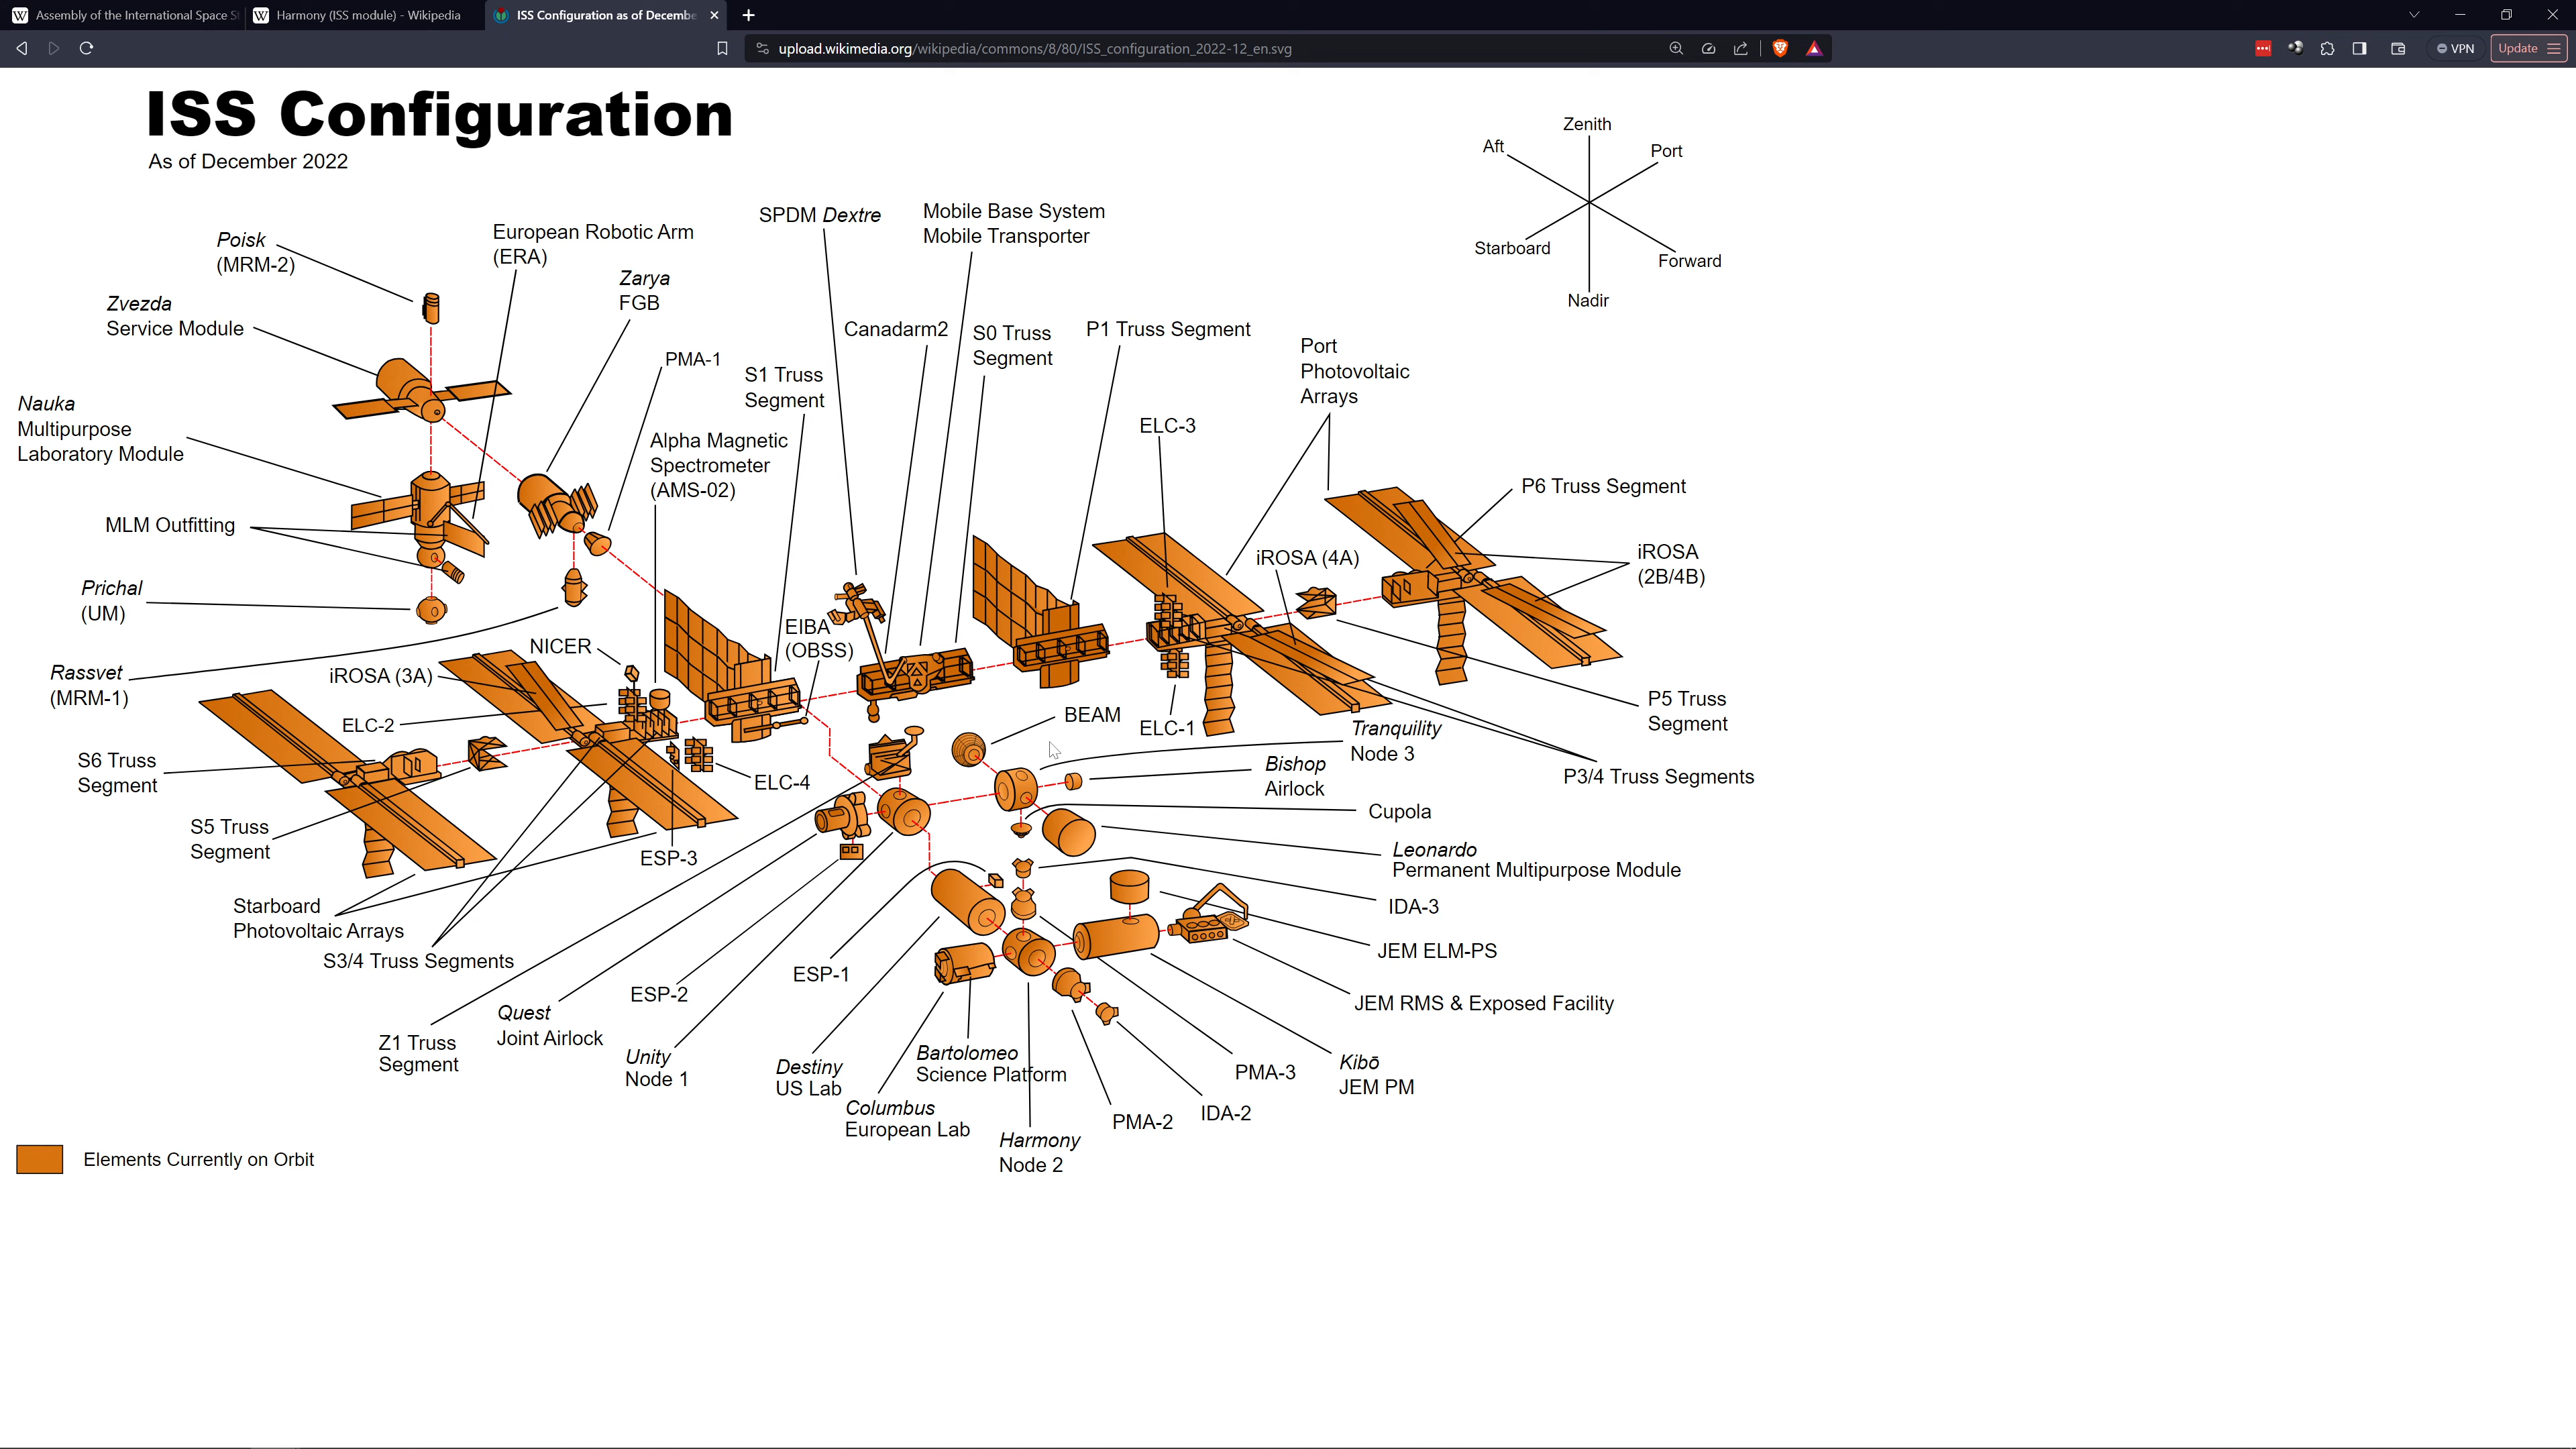 Assembly of the International Space S
Harmony (ISS module) - Wikipedia
ISS Configuration as of Decembe
upload.wikimedia.org/wikipedia/commons/8/80/ISS_configuration_2022-12_en.svg
VPN
Update
ISS Configuration
As of December 2022
Zenith
Aft
Port
Starboard
Forward
Nadir
Poisk
(MRM-2)
European Robotic Arm
(ERA)
SPDM Dextre
Mobile Base System
Mobile Transporter
Zvezda
Service Module
Zarya
FGB
Canadarm2
S0 Truss
Segment
P1 Truss Segment
Port
Photovoltaic
Arrays
PMA-1
S1 Truss
Segment
Nauka
Multipurpose
Laboratory Module
Alpha Magnetic
Spectrometer
(AMS-02)
ELC-3
P6 Truss Segment
MLM Outfitting
iROSA (4A)
iROSA
(2B/4B)
Prichal
(UM)
EIBA
(OBSS)
NICER
Rassvet
(MRM-1)
iROSA (3A)
ELC-2
BEAM
ELC-1
P5 Truss
Segment
Tranquility
Node 3
S6 Truss
Segment
ELC-4
Bishop
Airlock
P3/4 Truss Segments
Cupola
S5 Truss
Segment
ESP-3
Leonardo
Permanent Multipurpose Module
Starboard
Photovoltaic Arrays
IDA-3
S3/4 Truss Segments
JEM ELM-PS
ESP-1
ESP-2
JEM RMS & Exposed Facility
Quest
Joint Airlock
Z1 Truss
Segment
Unity
Node 1
Destiny
US Lab
Bartolomeo
Science Platform
PMA-3
Kibō
JEM PM
Columbus
European Lab
PMA-2
IDA-2
Harmony
Node 2
Elements Currently on Orbit